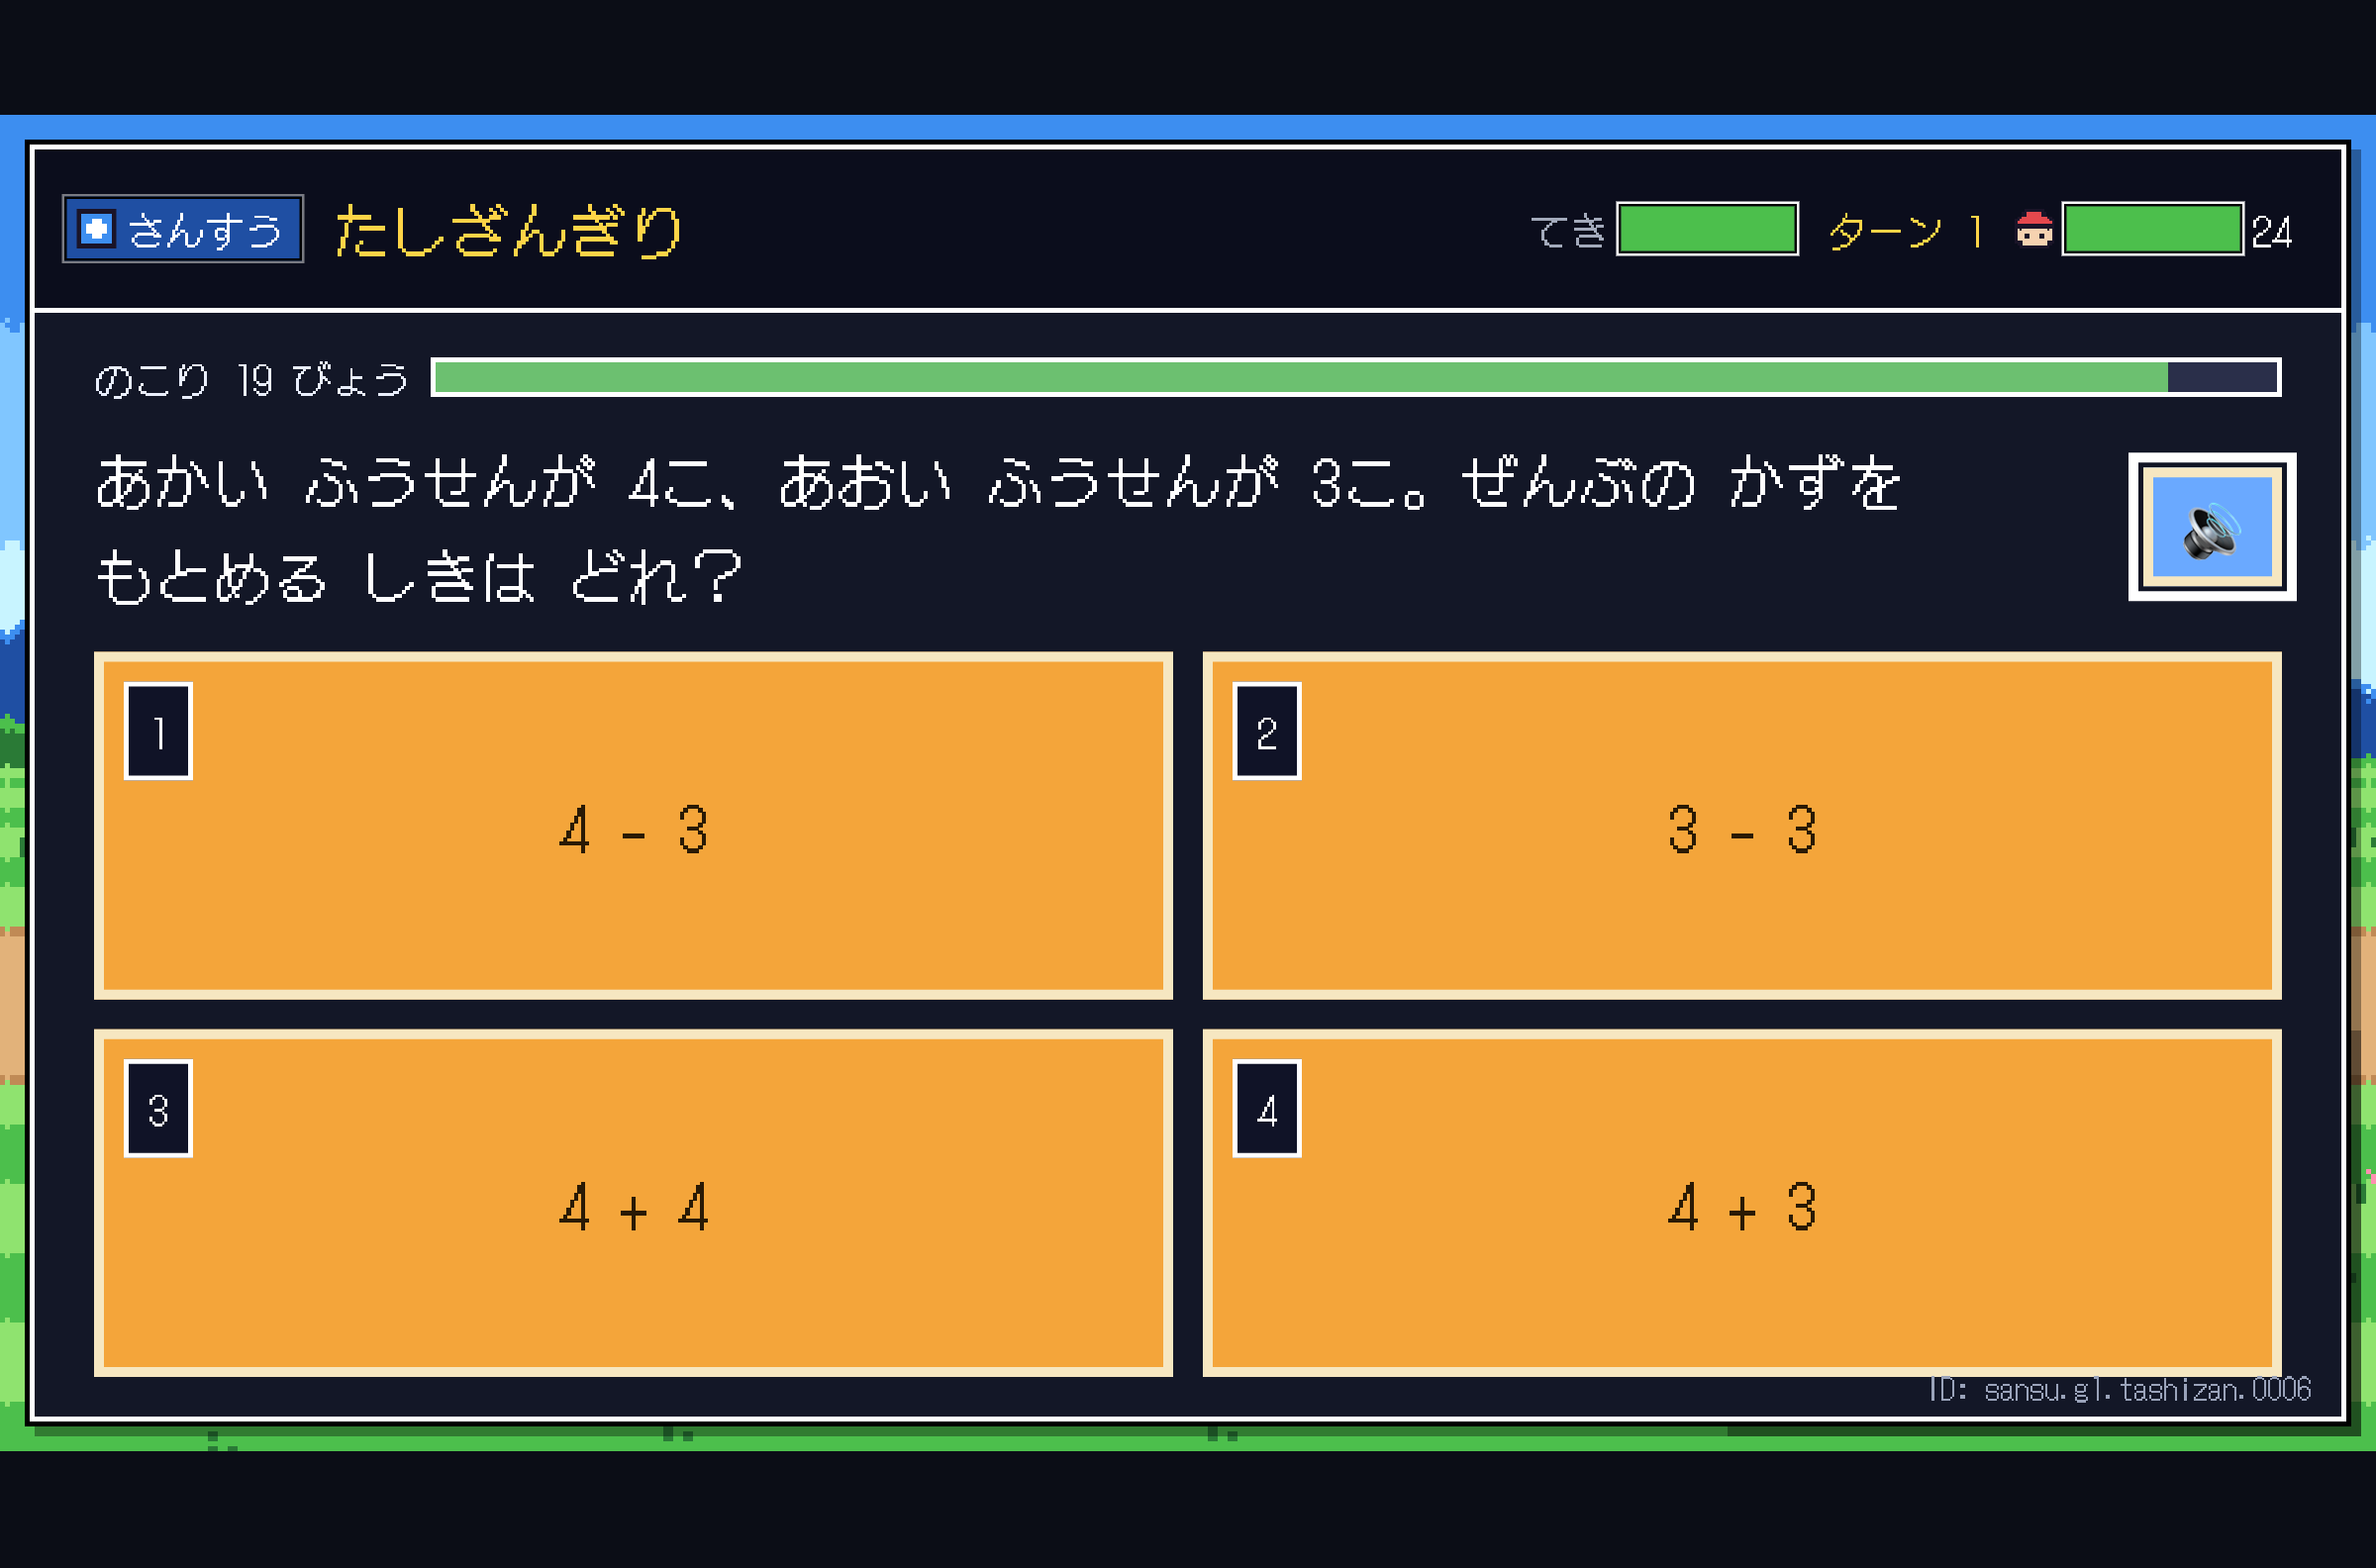 さんすう たしざんぎり てき ターン 1 24
のこり 19 びょう
あかい ふうせんが 4こ、あおい ふうせんが 3こ。ぜんぶの かずを
もとめる しきは どれ?
1
4 - 3
2
3 - 3
3
4 + 4
4
4 + 3
ID: sansu.g1.tashizan.0006